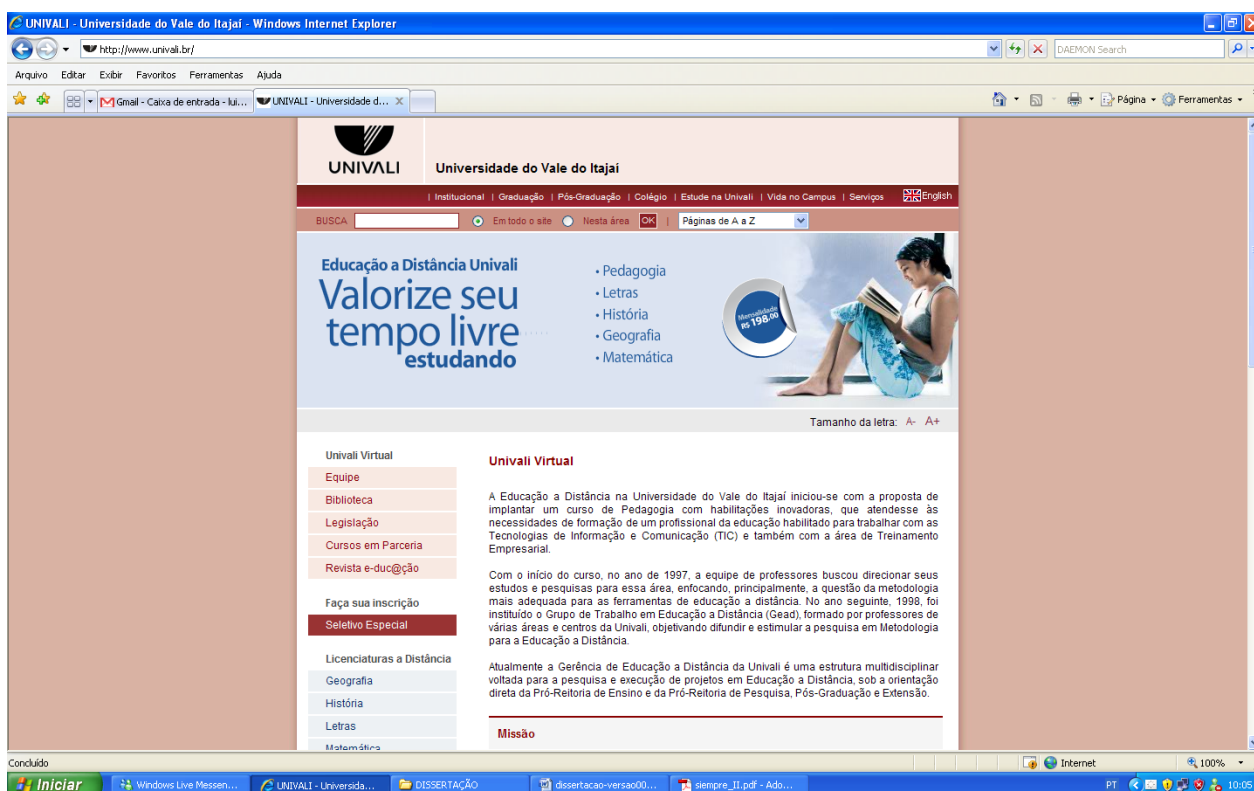 UNIVALI - Universidade do Vale do Itajaí - Windows Internet Explorer
http://www.univali.br/
DAEMON Search
Arquivo Editar Exibir Favoritos Ferramentas Ajuda
Gmail - Caixa de entrada - lui... UNIVALI - Universidade d... Página Ferramentas
UNIVALI Universidade do Vale do Itajaí
| Institucional | Graduação | Pós-Graduação | Colégio | Estude na Univali | Vida no Campus | Serviços English
BUSCA Em todo o site Nesta área OK | Páginas de A a Z
Educação a Distância Univali
Valorize seu
tempo livre
estudando
• Pedagogia
• Letras
• História
• Geografia
• Matemática
Mensalidade
R$ 198,00
Tamanho da letra: A- A+
Univali Virtual
Equipe
Biblioteca
Legislação
Cursos em Parceria
Revista e-duc@ção
Faça sua inscrição
Seletivo Especial
Licenciaturas a Distância
Geografia
História
Letras
Matemática
Univali Virtual
A Educação a Distância na Universidade do Vale do Itajaí iniciou-se com a proposta de
implantar um curso de Pedagogia com habilitações inovadoras, que atendesse às
necessidades de formação de um profissional da educação habilitado para trabalhar com as
Tecnologias de Informação e Comunicação (TIC) e também com a área de Treinamento
Empresarial.
Com o início do curso, no ano de 1997, a equipe de professores buscou direcionar seus
estudos e pesquisas para essa área, enfocando, principalmente, a questão da metodologia
mais adequada para as ferramentas de educação a distância. No ano seguinte, 1998, foi
instituído o Grupo de Trabalho em Educação a Distância (Gead), formado por professores de
várias áreas e centros da Univali, objetivando difundir e estimular a pesquisa em Metodologia
para a Educação a Distância.
Atualmente a Gerência de Educação a Distância da Univali é uma estrutura multidisciplinar
voltada para a pesquisa e execução de projetos em Educação a Distância, sob a orientação
direta da Pró-Reitoria de Ensino e da Pró-Reitoria de Pesquisa, Pós-Graduação e Extensão.
Missão
Concluído Internet 100%
Iniciar Windows Live Messen... UNIVALI - Universida... DISSERTAÇÃO dissertacao-versao00... siempre_II.pdf - Ado... PT 10:05